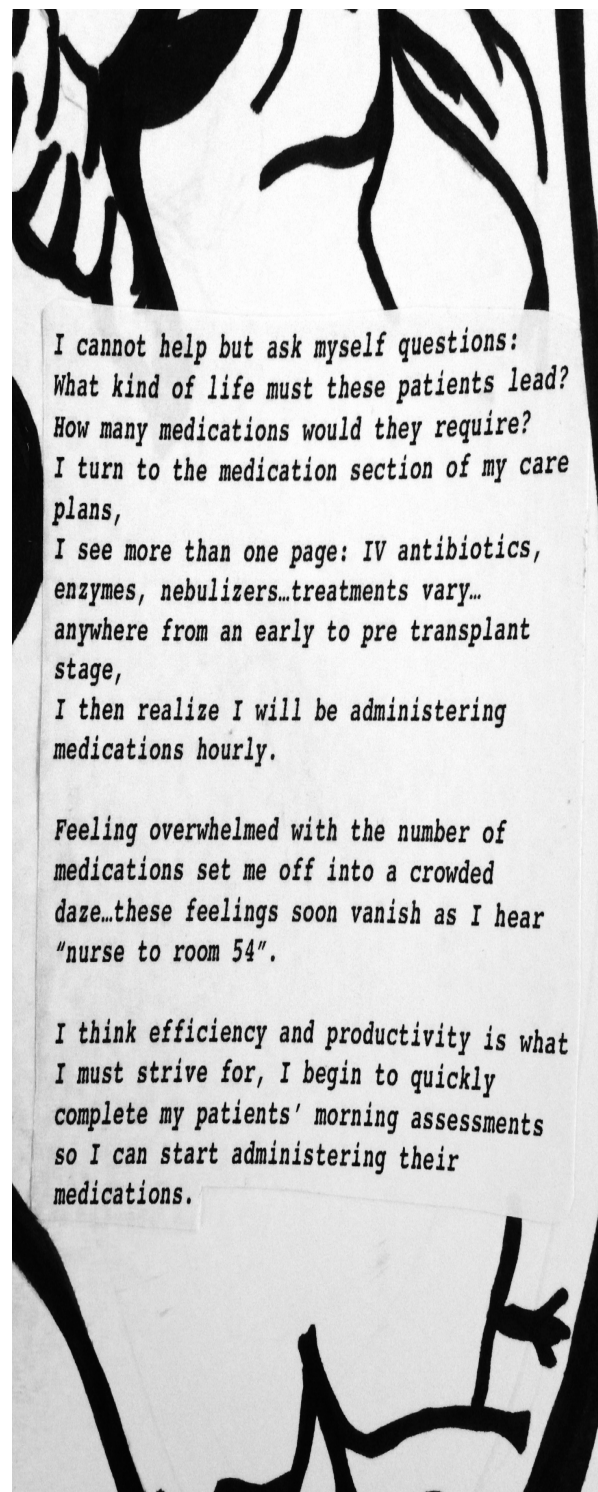 I cannot help but ask myself questions:
What kind of life must these patients lead?
How many medications would they require?
I turn to the medication section of my care
plans,
I see more than one page: IV antibiotics,
enzymes, nebulizers…treatments vary…
anywhere from an early to pre transplant
stage,
I then realize I will be administering
medications hourly.
Feeling overwhelmed with the number of
medications set me off into a crowded
daze…these feelings soon vanish as I hear
“nurse to room 54”.
I think efficiency and productivity is what
I must strive for, I begin to quickly
complete my patients’ morning assessments
so I can start administering their
medications.